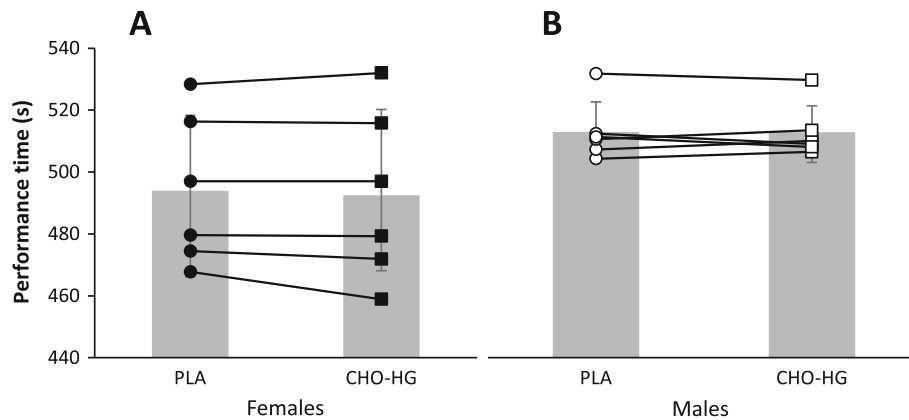 A
B
Performance time (s)
540
520
500
480
460
440
PLA
CHO-HG
PLA
CHO-HG
Females
Males